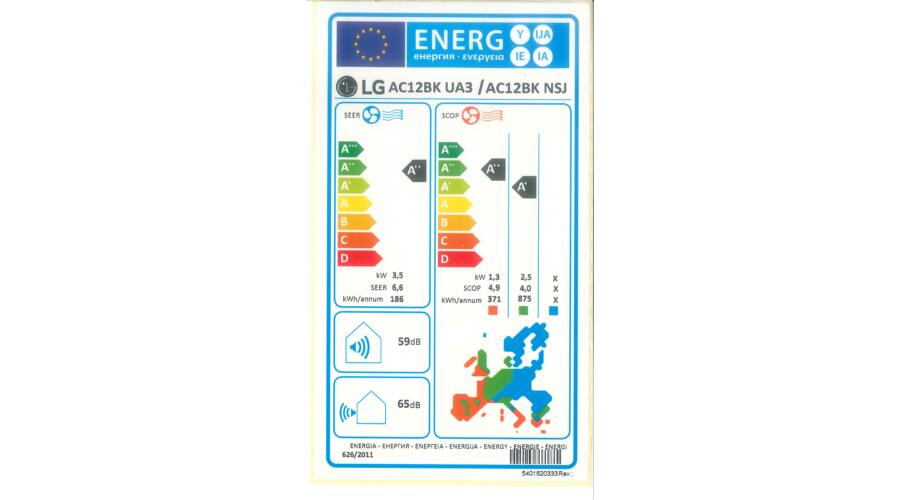 ENERG Y IJA
енергия · ενεργεια IE IA
LG AC12BK UA3 / AC12BK NSJ
SEER
A+++
A++
A+
A
B
C
D
A++
kW 3,5
SEER 6,6
kWh/annum 186
SCOP
A+++
A++
A+
A
B
C
D
A++
A+
kW 1,3 2,5 X
SCOP 4,9 4,0 X
kWh/annum 371 875 X
59dB
65dB
ENERGIA - ЕНЕРГИЯ - ΕΝΕΡΓΕΙΑ - ENERGIJA - ENERGY - ENERGIE - ENERGI
626/2011
5401620333 Rev.: